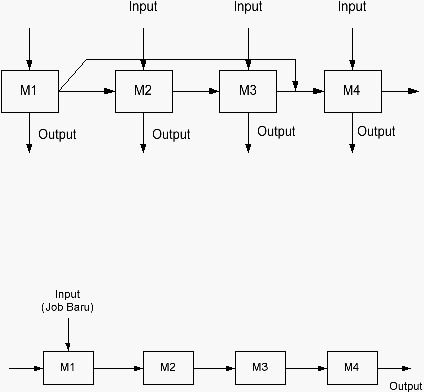 Input Input Input
M1 M2 M3 M4
Output Output Output Output
Input
(Job Baru)
M1 M2 M3 M4
Output